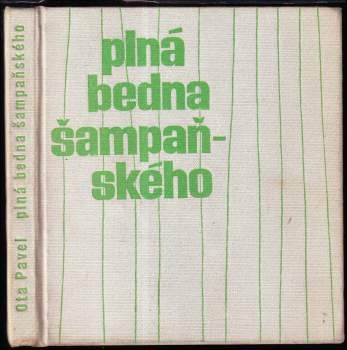 plná
bedna
šampaň-
ského
Ota Pavel plná bedna šampaňského